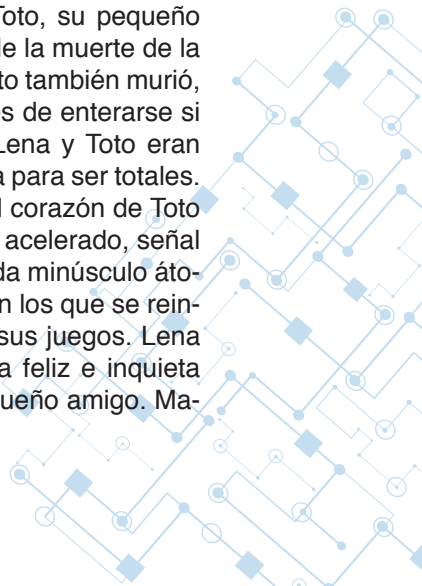 Toto, su pequeño
de la muerte de la
to también murió,
es de enterarse si
Lena y Toto eran
a para ser totales.
l corazón de Toto
acelerado, señal
da minúsculo áto-
n los que se rein-
sus juegos. Lena
a feliz e inquieta
ueño amigo. Ma-